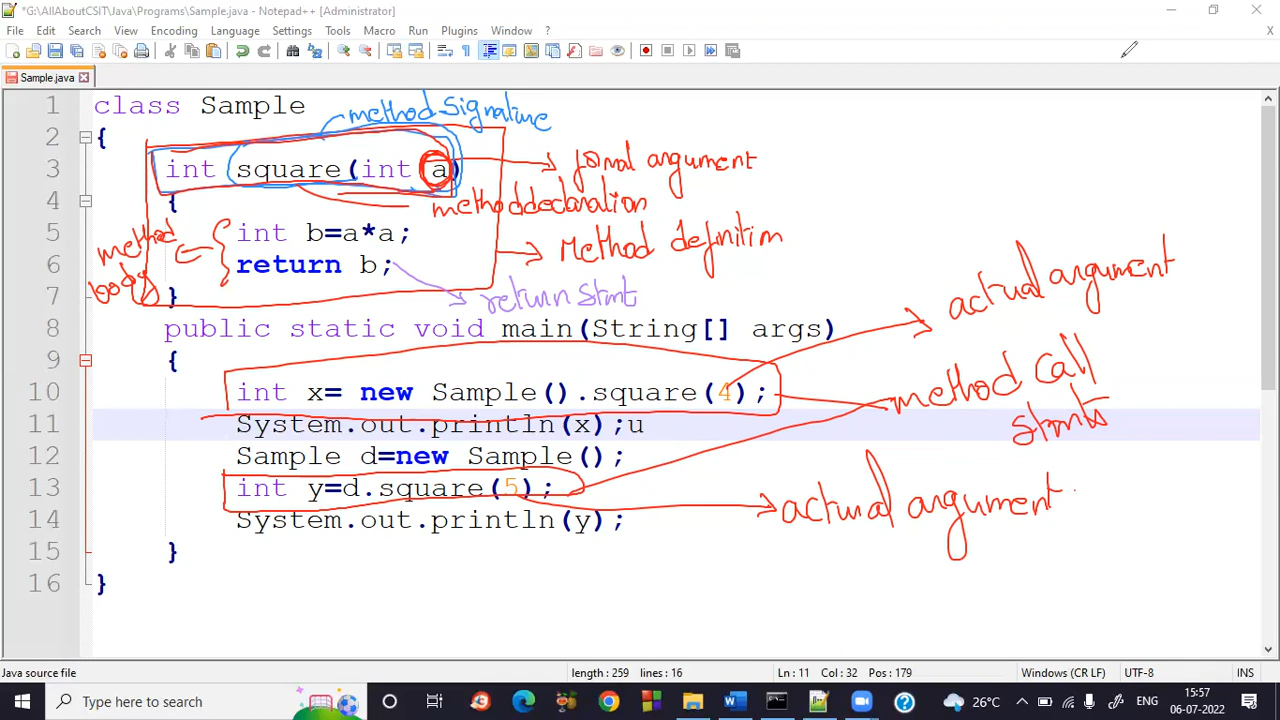 *G:\AllAboutCSIT\Java\Programs\Sample.java - Notepad++ [Administrator]
File Edit Search View Encoding Language Settings Tools Macro Run Plugins Window ?
X
Sample.java
1 class Sample
method Signature
2 {
3 int square(int a)
formal argument
4 {
method declaration
5 int b=a*a;
method body
Method definition
6 return b;
7 }
return stmt
actual argument
8 public static void main(String[] args)
9 {
10 int x= new Sample().square(4);
method call stmts
11 System.out.println(x);u
12 Sample d=new Sample();
13 int y=d.square(5);
actual argument
14 System.out.println(y);
15 }
16 }
Java source file length : 259 lines : 16 Ln : 11 Col : 32 Pos : 179 Windows (CR LF) UTF-8 INS
Type here to search 26°C ENG 15:57
06-07-2022